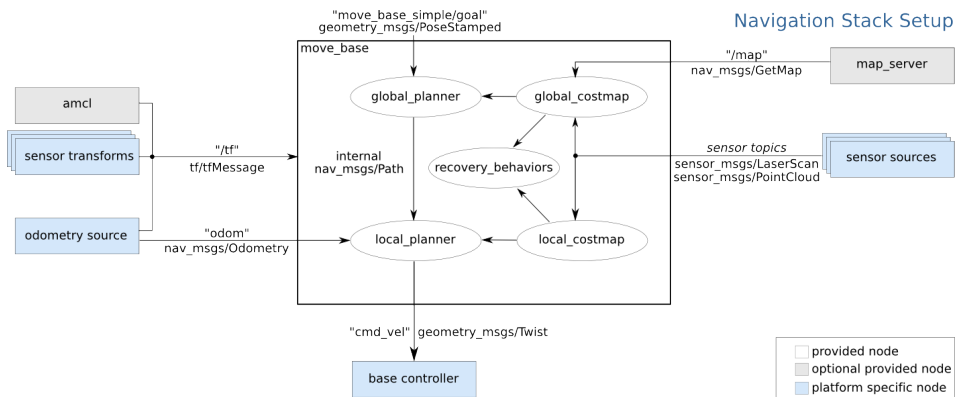 Navigation Stack Setup
"move_base_simple/goal"
geometry_msgs/PoseStamped
move_base
"/map"
nav_msgs/GetMap
map_server
amcl
global_planner
global_costmap
sensor transforms
"/tf"
tf/tfMessage
internal
nav_msgs/Path
recovery_behaviors
sensor topics
sensor_msgs/LaserScan
sensor_msgs/PointCloud
sensor sources
odometry source
"odom"
nav_msgs/Odometry
local_planner
local_costmap
"cmd_vel" geometry_msgs/Twist
base controller
provided node
optional provided node
platform specific node